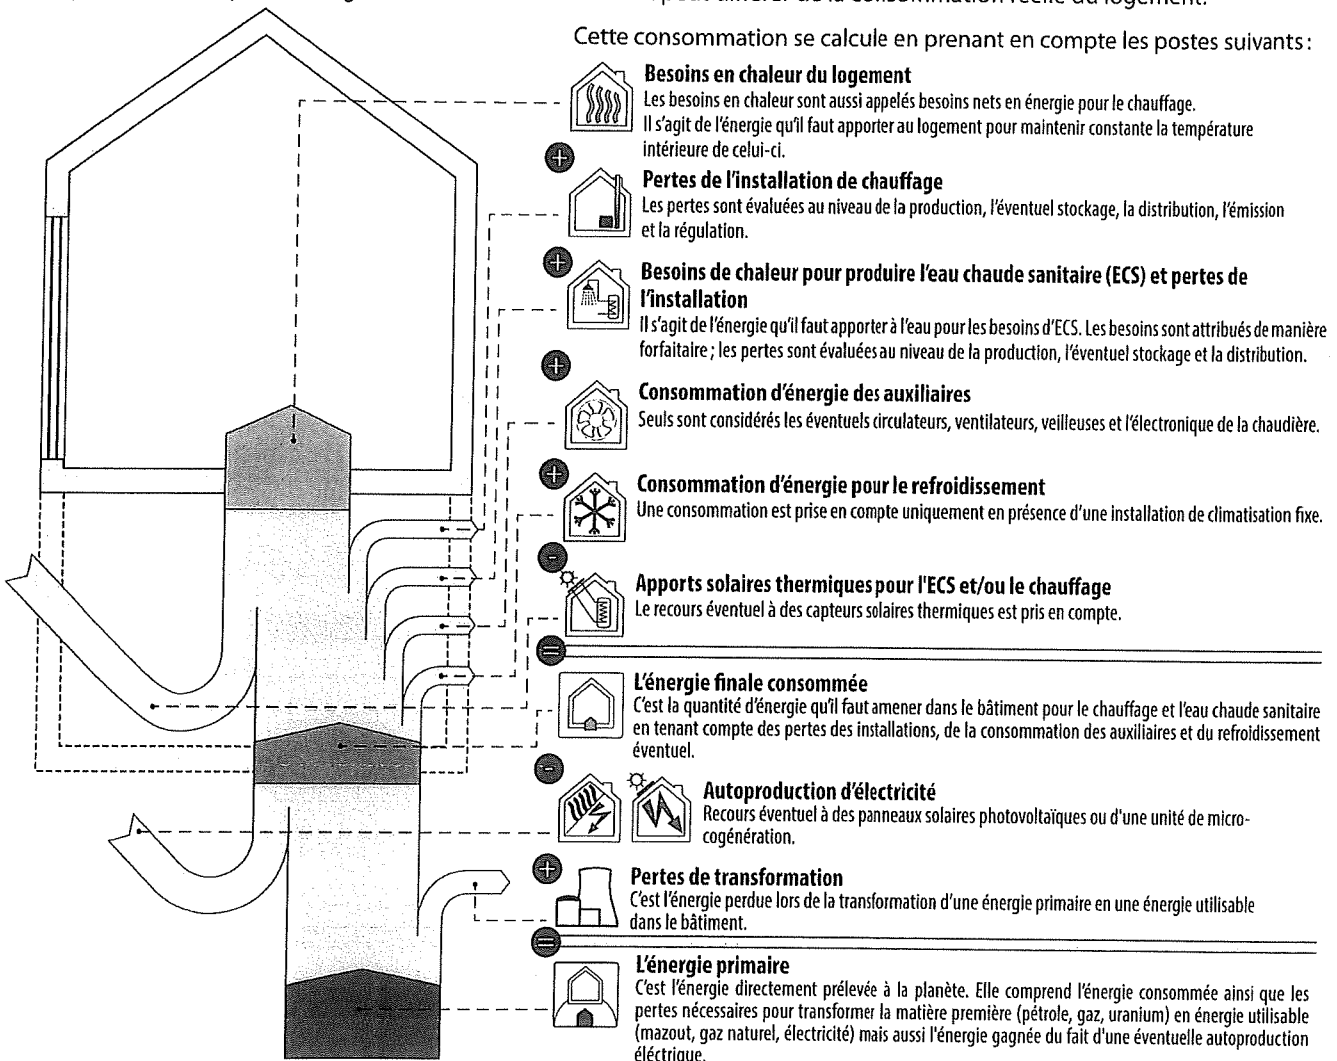 Cette consommation se calcule en prenant en compte les postes suivants :
Besoins en chaleur du logement
Les besoins en chaleur sont aussi appelés besoins nets en énergie pour le chauffage.
Il s'agit de l'énergie qu'il faut apporter au logement pour maintenir constante la température
intérieure de celui-ci.
+
Pertes de l'installation de chauffage
Les pertes sont évaluées au niveau de la production, l'éventuel stockage, la distribution, l'émission
et la régulation.
+
Besoins de chaleur pour produire l'eau chaude sanitaire (ECS) et pertes de
l'installation
Il s'agit de l'énergie qu'il faut apporter à l'eau pour les besoins d'ECS. Les besoins sont attribués de manière
forfaitaire ; les pertes sont évaluées au niveau de la production, l'éventuel stockage et la distribution.
+
Consommation d'énergie des auxiliaires
Seuls sont considérés les éventuels circulateurs, ventilateurs, veilleuses et l'électronique de la chaudière.
+
Consommation d'énergie pour le refroidissement
Une consommation est prise en compte uniquement en présence d'une installation de climatisation fixe.
-
Apports solaires thermiques pour l'ECS et/ou le chauffage
Le recours éventuel à des capteurs solaires thermiques est pris en compte.
=
L'énergie finale consommée
C'est la quantité d'énergie qu'il faut amener dans le bâtiment pour le chauffage et l'eau chaude sanitaire
en tenant compte des pertes des installations, de la consommation des auxiliaires et du refroidissement
éventuel.
-
Autoproduction d'électricité
Recours éventuel à des panneaux solaires photovoltaïques ou d'une unité de micro-
cogénération.
+
Pertes de transformation
C'est l'énergie perdue lors de la transformation d'une énergie primaire en une énergie utilisable
dans le bâtiment.
=
L'énergie primaire
C'est l'énergie directement prélevée à la planète. Elle comprend l'énergie consommée ainsi que les
pertes nécessaires pour transformer la matière première (pétrole, gaz, uranium) en énergie utilisable
(mazout, gaz naturel, électricité) mais aussi l'énergie gagnée du fait d'une éventuelle autoproduction
éléctrique.